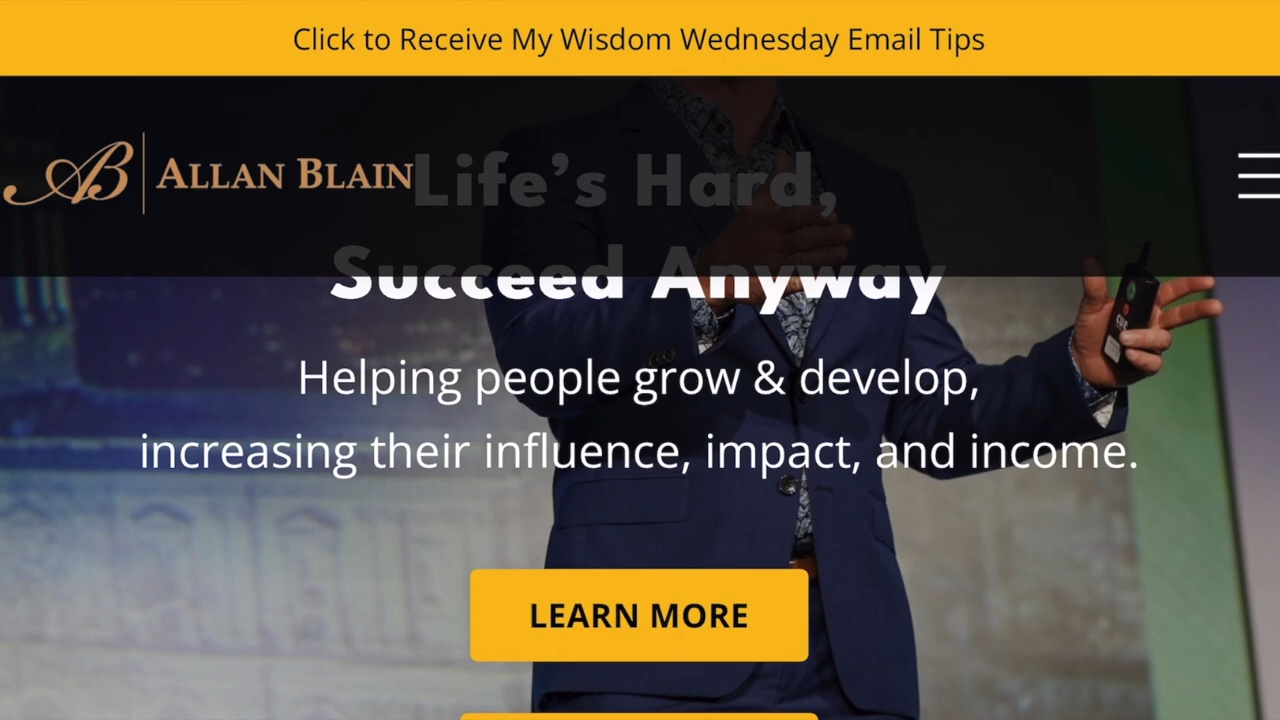 Click to Receive My Wisdom Wednesday Email Tips
AB
ALLAN BLAIN
Life's Hard,
Succeed Anyway
Helping people grow & develop,
increasing their influence, impact, and income.
LEARN MORE